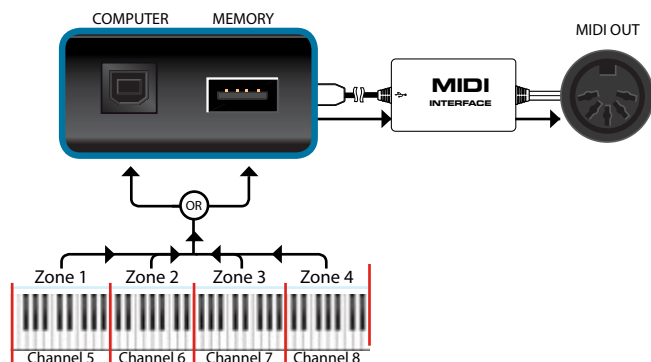 COMPUTER
MEMORY
MIDI OUT
MIDI
INTERFACE
OR
Zone 1
Zone 2
Zone 3
Zone 4
Channel 5
Channel 6
Channel 7
Channel 8